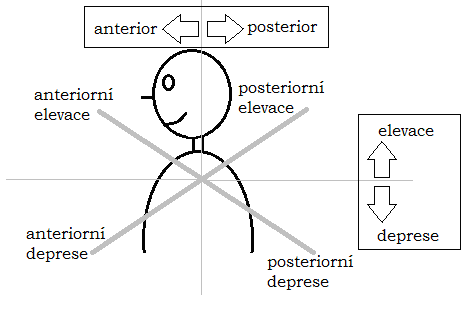 anterior posterior
anteriorní
elevace
posteriorní
elevace
elevace
deprese
anteriorní
deprese
posteriorní
deprese